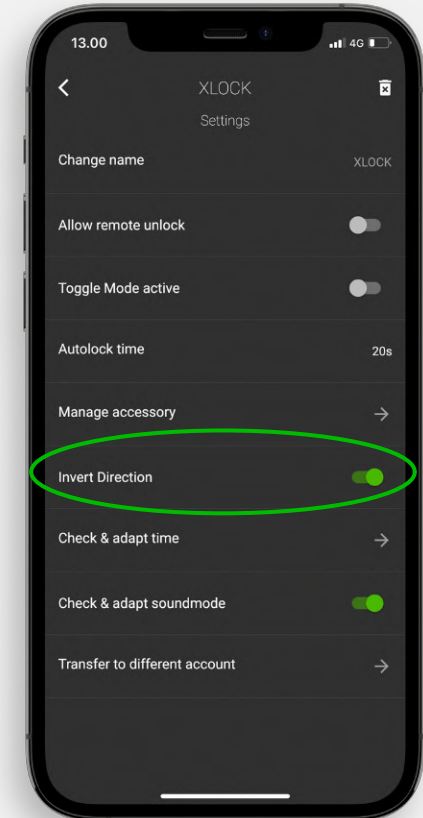 13.00
4G
XLOCK
Settings
Change name
XLOCK
Allow remote unlock
Toggle Mode active
Autolock time
20s
Manage accessory
Invert Direction
Check & adapt time
Check & adapt soundmode
Transfer to different account